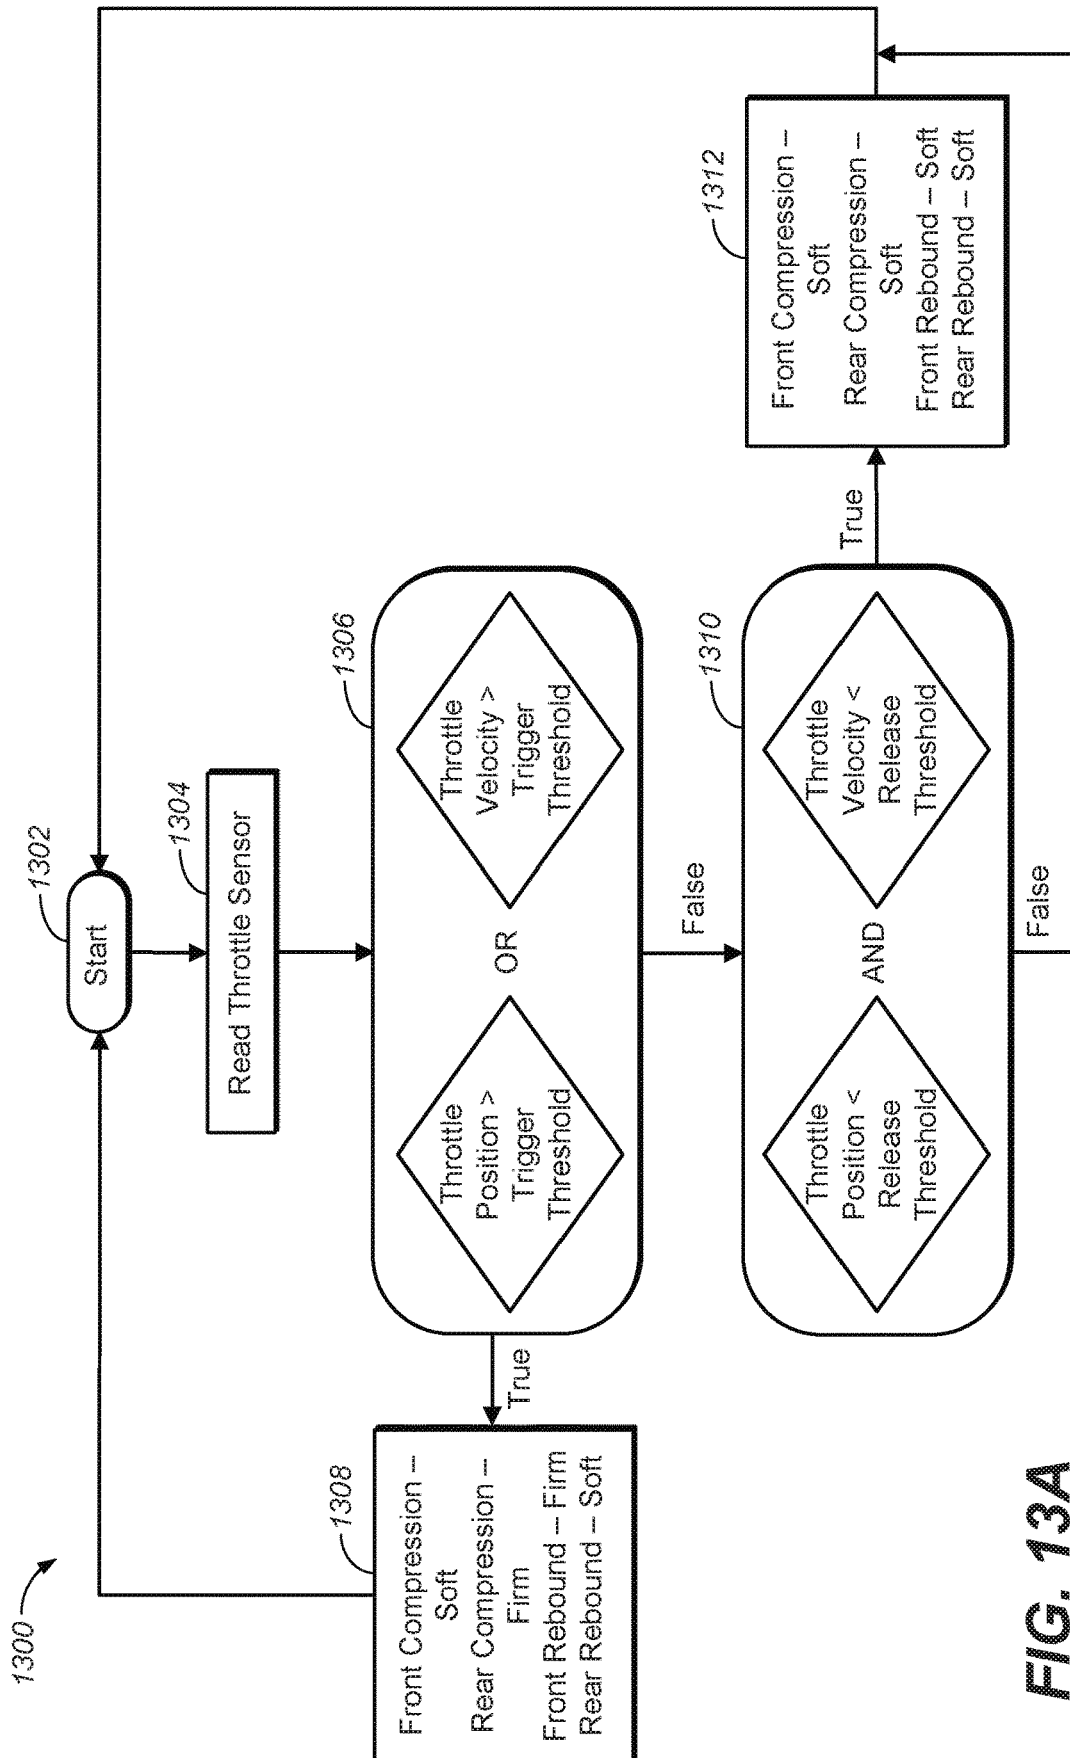 1300
1302
Start
1304
Read Throttle Sensor
1306
Throttle
Position >
Trigger
Threshold
OR
Throttle
Velocity >
Trigger
Threshold
True
1308
Front Compression –
Soft
Rear Compression –
Firm
Front Rebound – Firm
Rear Rebound – Soft
False
1310
Throttle
Position <
Release
Threshold
AND
Throttle
Velocity <
Release
Threshold
True
1312
Front Compression –
Soft
Rear Compression –
Soft
Front Rebound – Soft
Rear Rebound – Soft
False
FIG. 13A